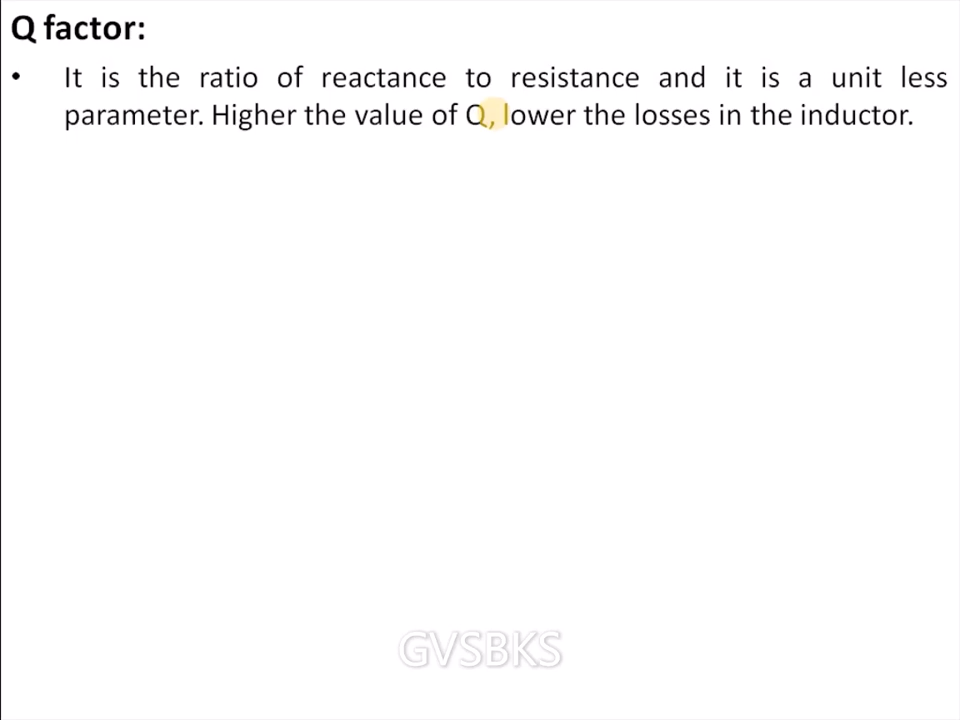 Q factor:
• It is the ratio of reactance to resistance and it is a unit less
parameter. Higher the value of Q, lower the losses in the inductor.
GVSBKS